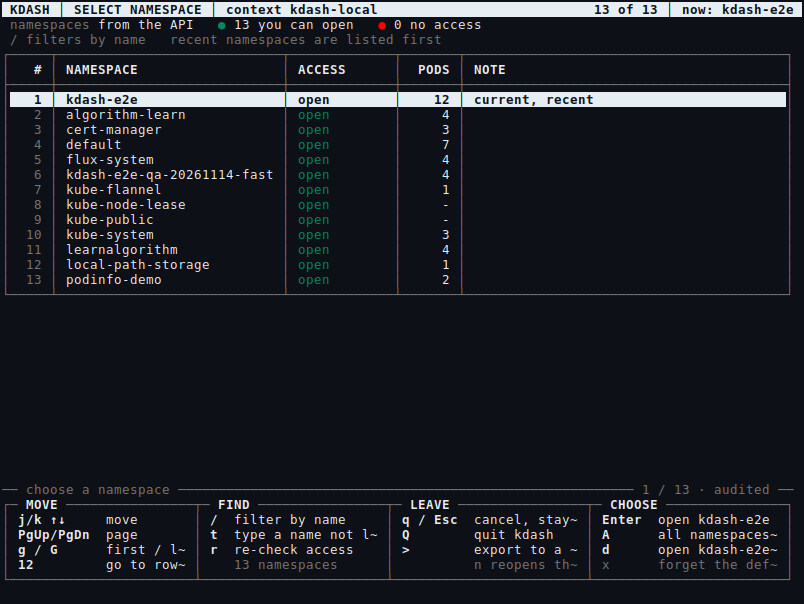 KDASH │ SELECT NAMESPACE │ context kdash-local 13 of 13 │ now: kdash-e2e
namespaces from the API ● 13 you can open ● 0 no access
/ filters by name recent namespaces are listed first
# NAMESPACE ACCESS PODS NOTE
1 kdash-e2e open 12 current, recent
2 algorithm-learn open 4
3 cert-manager open 3
4 default open 7
5 flux-system open 4
6 kdash-e2e-qa-20261114-fast open 4
7 kube-flannel open 1
8 kube-node-lease open -
9 kube-public open -
10 kube-system open 3
11 learnalgorithm open 4
12 local-path-storage open 1
13 podinfo-demo open 2
choose a namespace 1 / 13 · audited
MOVE FIND LEAVE CHOOSE
j/k ↑↓ move / filter by name q / Esc cancel, stay~ Enter open kdash-e2e
PgUp/PgDn page t type a name not l~ Q quit kdash A all namespaces~
g / G first / l~ r re-check access > export to a ~ d open kdash-e2e~
12 go to row~ 13 namespaces n reopens th~ x forget the def~